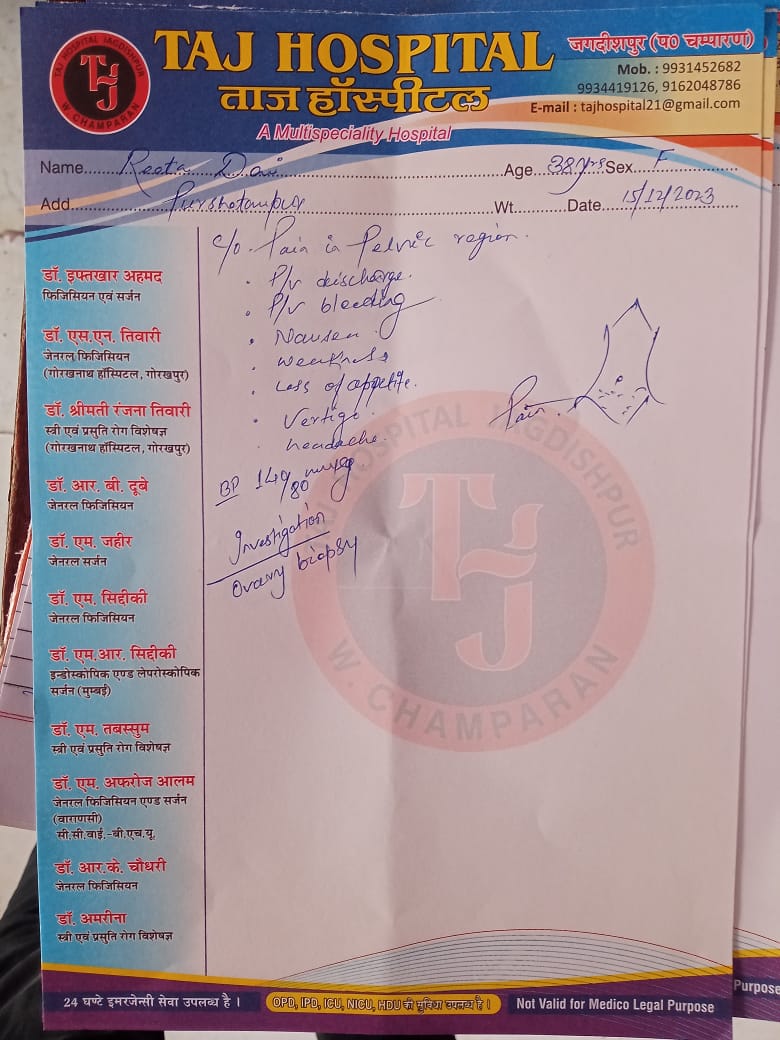 TAJ HOSPITAL JAGDISHPUR
TJ
W. CHAMPARAN
TAJ HOSPITAL
ताज हॉस्पीटल
A Multispeciality Hospital
जगदीशपुर (प० चम्पारण)
Mob. : 9931452682
9934419126, 9162048786
E-mail : tajhospital21@gmail.com
Name Reeta Devi Age 38 yrs Sex F
Add Purshotampur Wt. Date 15/12/2023
c/o. Pain in Pelvic region.
· P/v discharge.
· P/v bleeding
· Nausea.
· weakness
· Loss of appetite.
· Vertigo.
· headache.
Pain.
BP 140/80 mmHg
Investigation
Ovary biopsy
डॉ. इफ्तखार अहमद
फिजिसियन एवं सर्जन
डॉ. एस.एन. तिवारी
जेनरल फिजिसियन
(गोरखनाथ हॉस्पिटल, गोरखपुर)
डॉ. श्रीमती रंजना तिवारी
स्त्री एवं प्रसुति रोग विशेषज्ञ
(गोरखनाथ हॉस्पिटल, गोरखपुर)
डॉ. आर. बी. दूबे
जेनरल फिजिसियन
डॉ. एम. जहीर
जेनरल सर्जन
डॉ. एम. सिद्दीकी
जेनरल फिजिसियन
डॉ. एम.आर. सिद्दीकी
इन्डोस्कोपिक एण्ड लेपरोस्कोपिक
सर्जन (मुम्बई)
डॉ. एम. तबस्सुम
स्त्री एवं प्रसुति रोग विशेषज्ञ
डॉ. एम. अफरोज आलम
जेनरल फिजिसियन एण्ड सर्जन
(वाराणसी)
सी.सी.वाई.-बी.एच.यू.
डॉ. आर.के. चौधरी
जेनरल फिजिसियन
डॉ. अमरीना
स्त्री एवं प्रसुति रोग विशेषज्ञ
TAJ HOSPITAL JAGDISHPUR
TJ
W. CHAMPARAN
24 घण्टे इमरजेन्सी सेवा उपलब्ध है ।
OPD, IPD, ICU, NICU, HDU की सुविधा उपलब्ध है ।
Not Valid for Medico Legal Purpose
Purpose